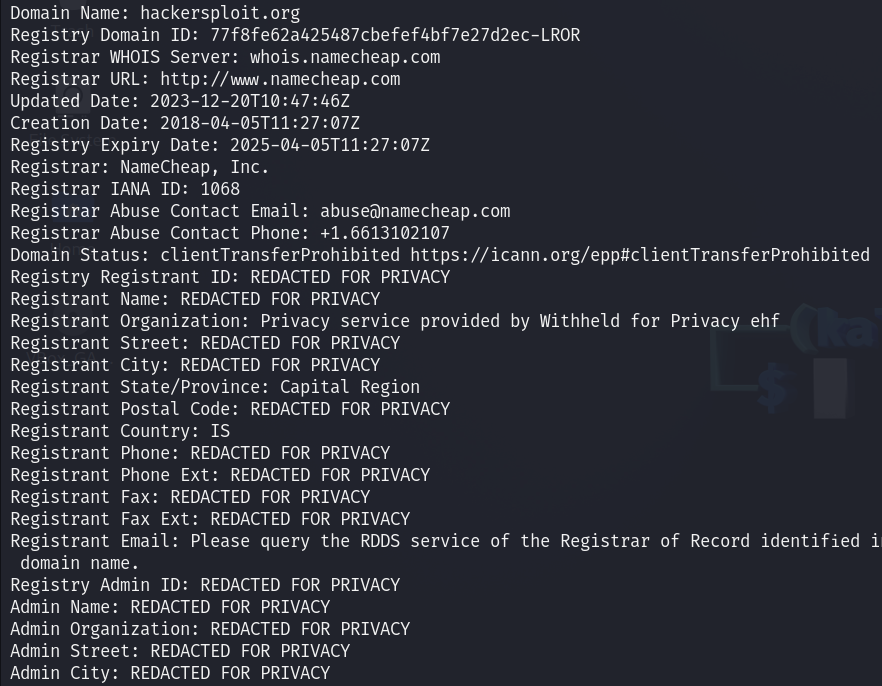 Domain Name: hackersploit.org
Registry Domain ID: 77f8fe62a425487cbefef4bf7e27d2ec-LROR
Registrar WHOIS Server: whois.namecheap.com
Registrar URL: http://www.namecheap.com
Updated Date: 2023-12-20T10:47:46Z
Creation Date: 2018-04-05T11:27:07Z
Registry Expiry Date: 2025-04-05T11:27:07Z
Registrar: NameCheap, Inc.
Registrar IANA ID: 1068
Registrar Abuse Contact Email: abuse@namecheap.com
Registrar Abuse Contact Phone: +1.6613102107
Domain Status: clientTransferProhibited https://icann.org/epp#clientTransferProhibited
Registry Registrant ID: REDACTED FOR PRIVACY
Registrant Name: REDACTED FOR PRIVACY
Registrant Organization: Privacy service provided by Withheld for Privacy ehf
Registrant Street: REDACTED FOR PRIVACY
Registrant City: REDACTED FOR PRIVACY
Registrant State/Province: Capital Region
Registrant Postal Code: REDACTED FOR PRIVACY
Registrant Country: IS
Registrant Phone: REDACTED FOR PRIVACY
Registrant Phone Ext: REDACTED FOR PRIVACY
Registrant Fax: REDACTED FOR PRIVACY
Registrant Fax Ext: REDACTED FOR PRIVACY
Registrant Email: Please query the RDDS service of the Registrar of Record identified
domain name.
Registry Admin ID: REDACTED FOR PRIVACY
Admin Name: REDACTED FOR PRIVACY
Admin Organization: REDACTED FOR PRIVACY
Admin Street: REDACTED FOR PRIVACY
Admin City: REDACTED FOR PRIVACY